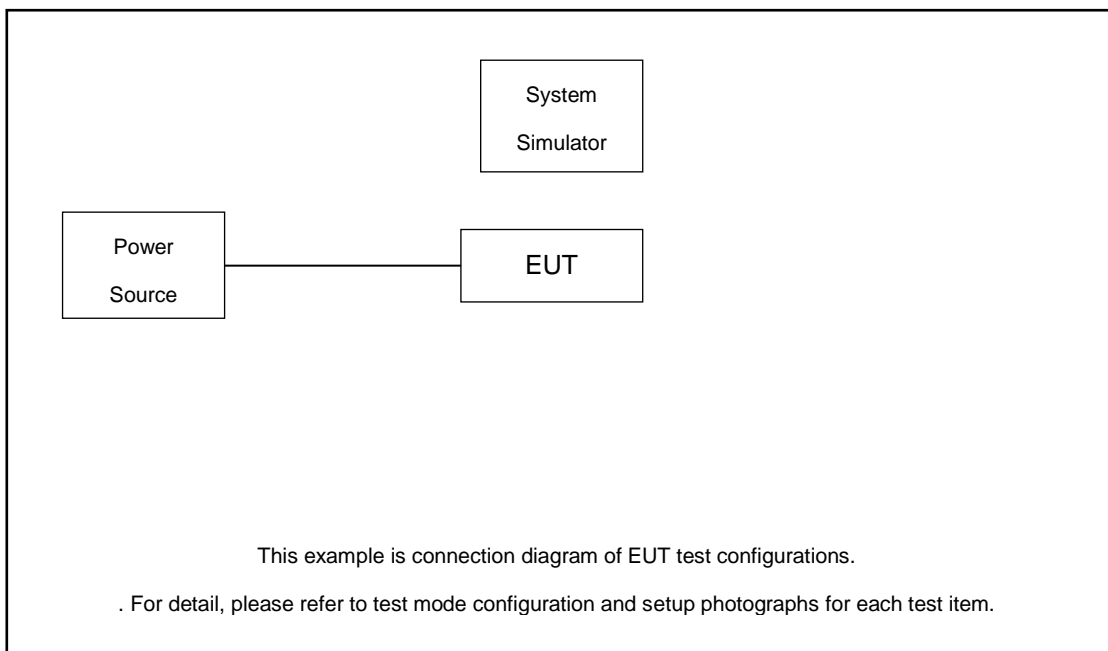 System
Simulator
Power
Source
EUT
This example is connection diagram of EUT test configurations.
. For detail, please refer to test mode configuration and setup photographs for each test item.